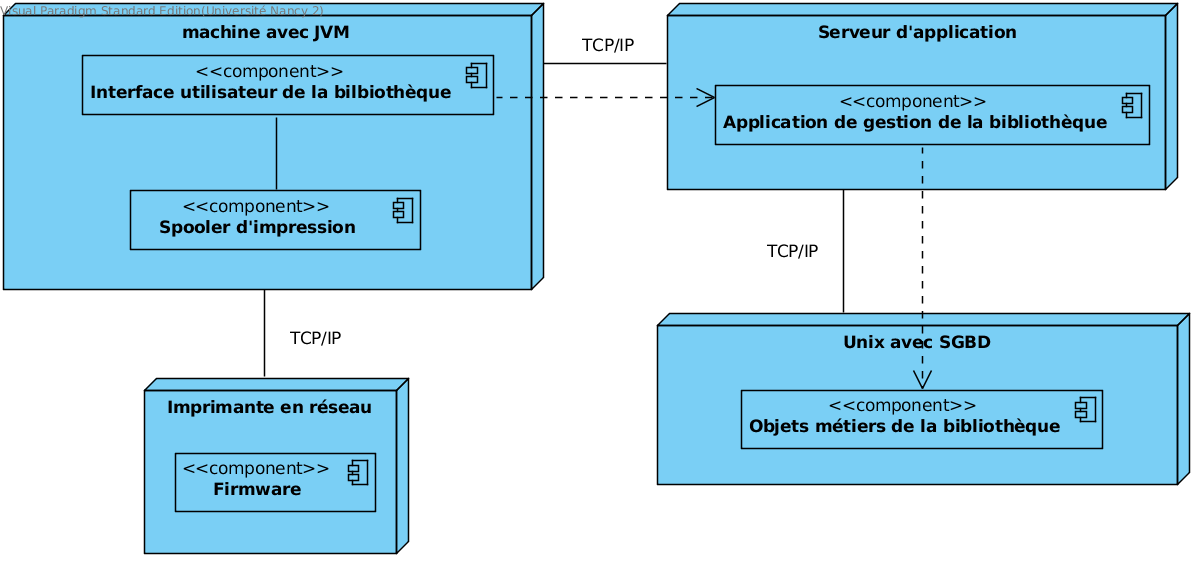 Visual Paradigm Standard Edition(Université Nancy 2)
machine avec JVM
<<component>>
Interface utilisateur de la bilbiothèque
<<component>>
Spooler d'impression
TCP/IP
Serveur d'application
<<component>>
Application de gestion de la bibliothèque
TCP/IP
TCP/IP
Unix avec SGBD
<<component>>
Objets métiers de la bibliothèque
Imprimante en réseau
<<component>>
Firmware